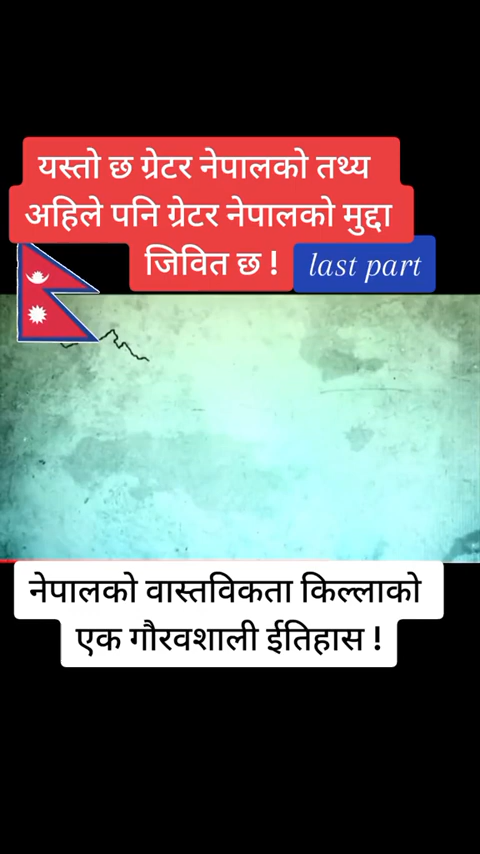 यस्तो छ ग्रेटर नेपालको तथ्य
अहिले पनि ग्रेटर नेपालको मुद्दा
जिवित छ ! last part
नेपालको वास्तविकता किल्लाको
एक गौरवशाली ईतिहास !